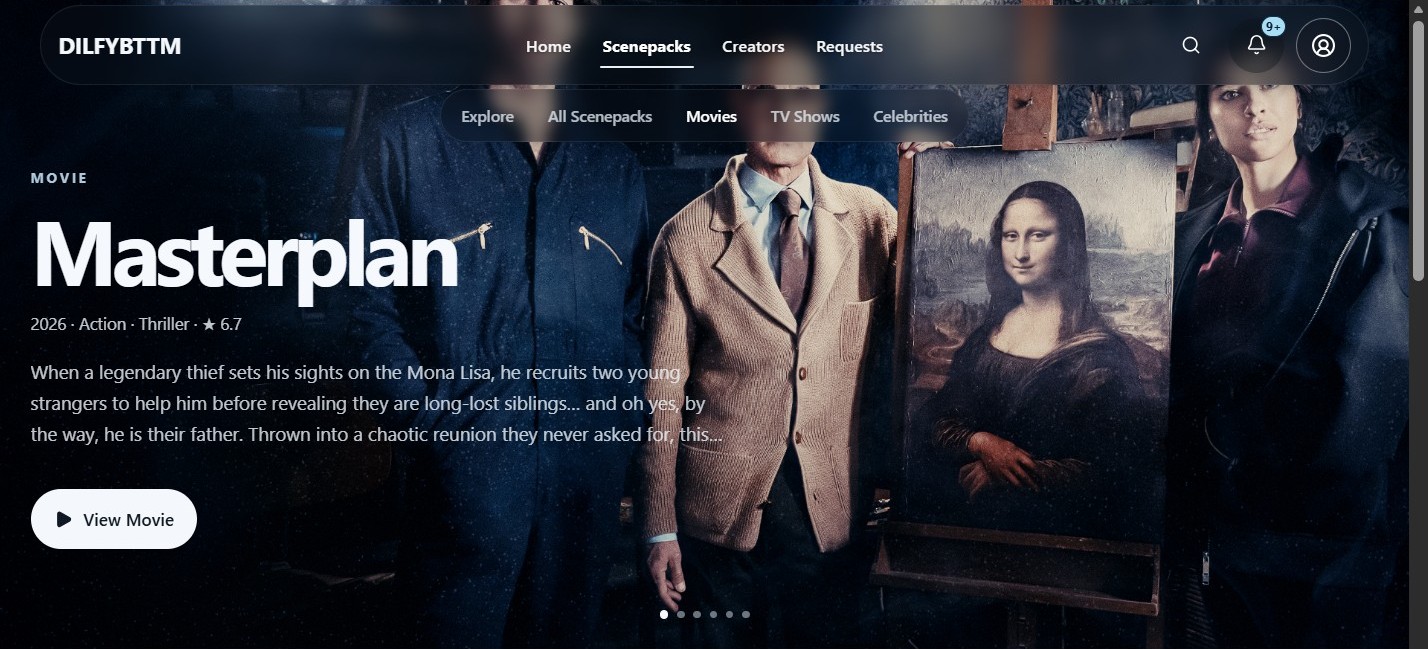 DILFYBTTM
Home Scenepacks Creators Requests
9+
Explore All Scenepacks Movies TV Shows Celebrities
MOVIE
Masterplan
2026 · Action · Thriller · ★ 6.7
When a legendary thief sets his sights on the Mona Lisa, he recruits two young
strangers to help him before revealing they are long-lost siblings... and oh yes, by
the way, he is their father. Thrown into a chaotic reunion they never asked for, this...
View Movie